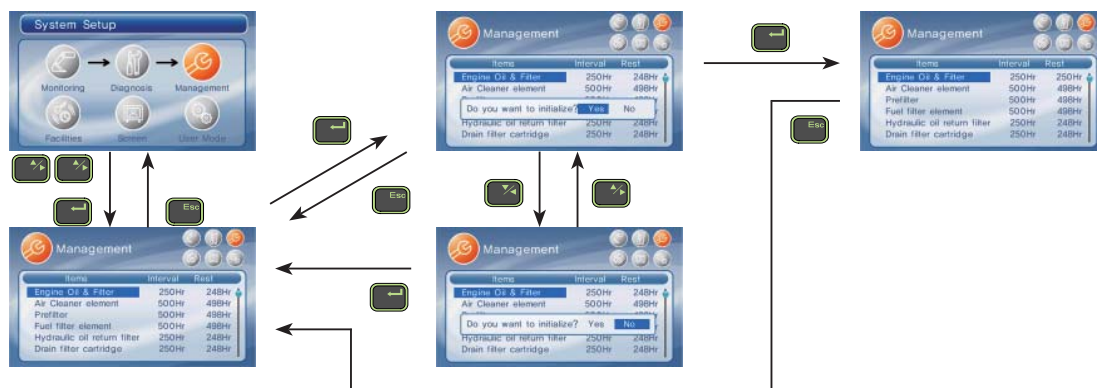 System Setup
Monitoring Diagnosis Management
Facilities Screen User Mode
Esc
Management
Items Interval Rest
Engine Oil & Filter 250Hr 248Hr
Air Cleaner element 500Hr 498Hr
Prefilter 500Hr 498Hr
Fuel filter element 500Hr 498Hr
Hydraulic oil return filter 250Hr 248Hr
Drain filter cartridge 250Hr 248Hr
Esc
Management
Items Interval Rest
Engine Oil & Filter 250Hr 248Hr
Air Cleaner element 500Hr 498Hr
Do you want to initialize? Yes No
Hydraulic oil return filter 250Hr 248Hr
Drain filter cartridge 250Hr 248Hr
Management
Items Interval Rest
Engine Oil & Filter 250Hr 248Hr
Air Cleaner element 500Hr 498Hr
Do you want to initialize? Yes No
Hydraulic oil return filter 250Hr 248Hr
Drain filter cartridge 250Hr 248Hr
Management
Items Interval Rest
Engine Oil & Filter 250Hr 250Hr
Air Cleaner element 500Hr 498Hr
Prefilter 500Hr 498Hr
Fuel filter element 500Hr 498Hr
Hydraulic oil return filter 250Hr 248Hr
Drain filter cartridge 250Hr 248Hr
Esc